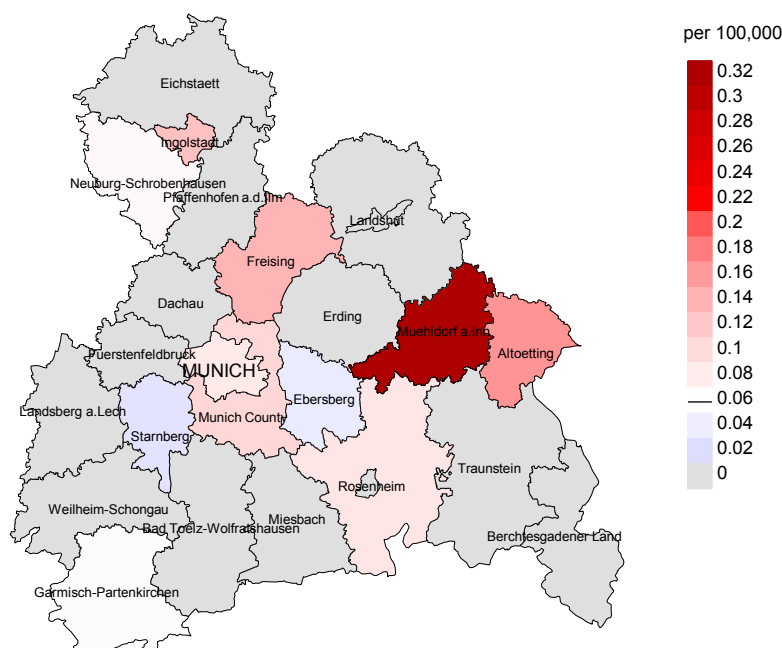 per 100,000
0.32
0.3
0.28
0.26
0.24
0.22
0.2
0.18
0.16
0.14
0.12
0.1
0.08
0.06
0.04
0.02
0
Eichstaett
Ingolstadt
Neuburg-Schrobenhausen
Pfaffenhofen a.d.Ilm
Landshut
Freising
Dachau
Erding
Muehldorf a.Inn
Altoetting
Fuerstenfeldbruck
MUNICH
Ebersberg
Landsberg a.Lech
Munich County
Starnberg
Traunstein
Rosenheim
Weilheim-Schongau
Miesbach
Bad Toelz-Wolfratshausen
Berchtesgadener Land
Garmisch-Partenkirchen